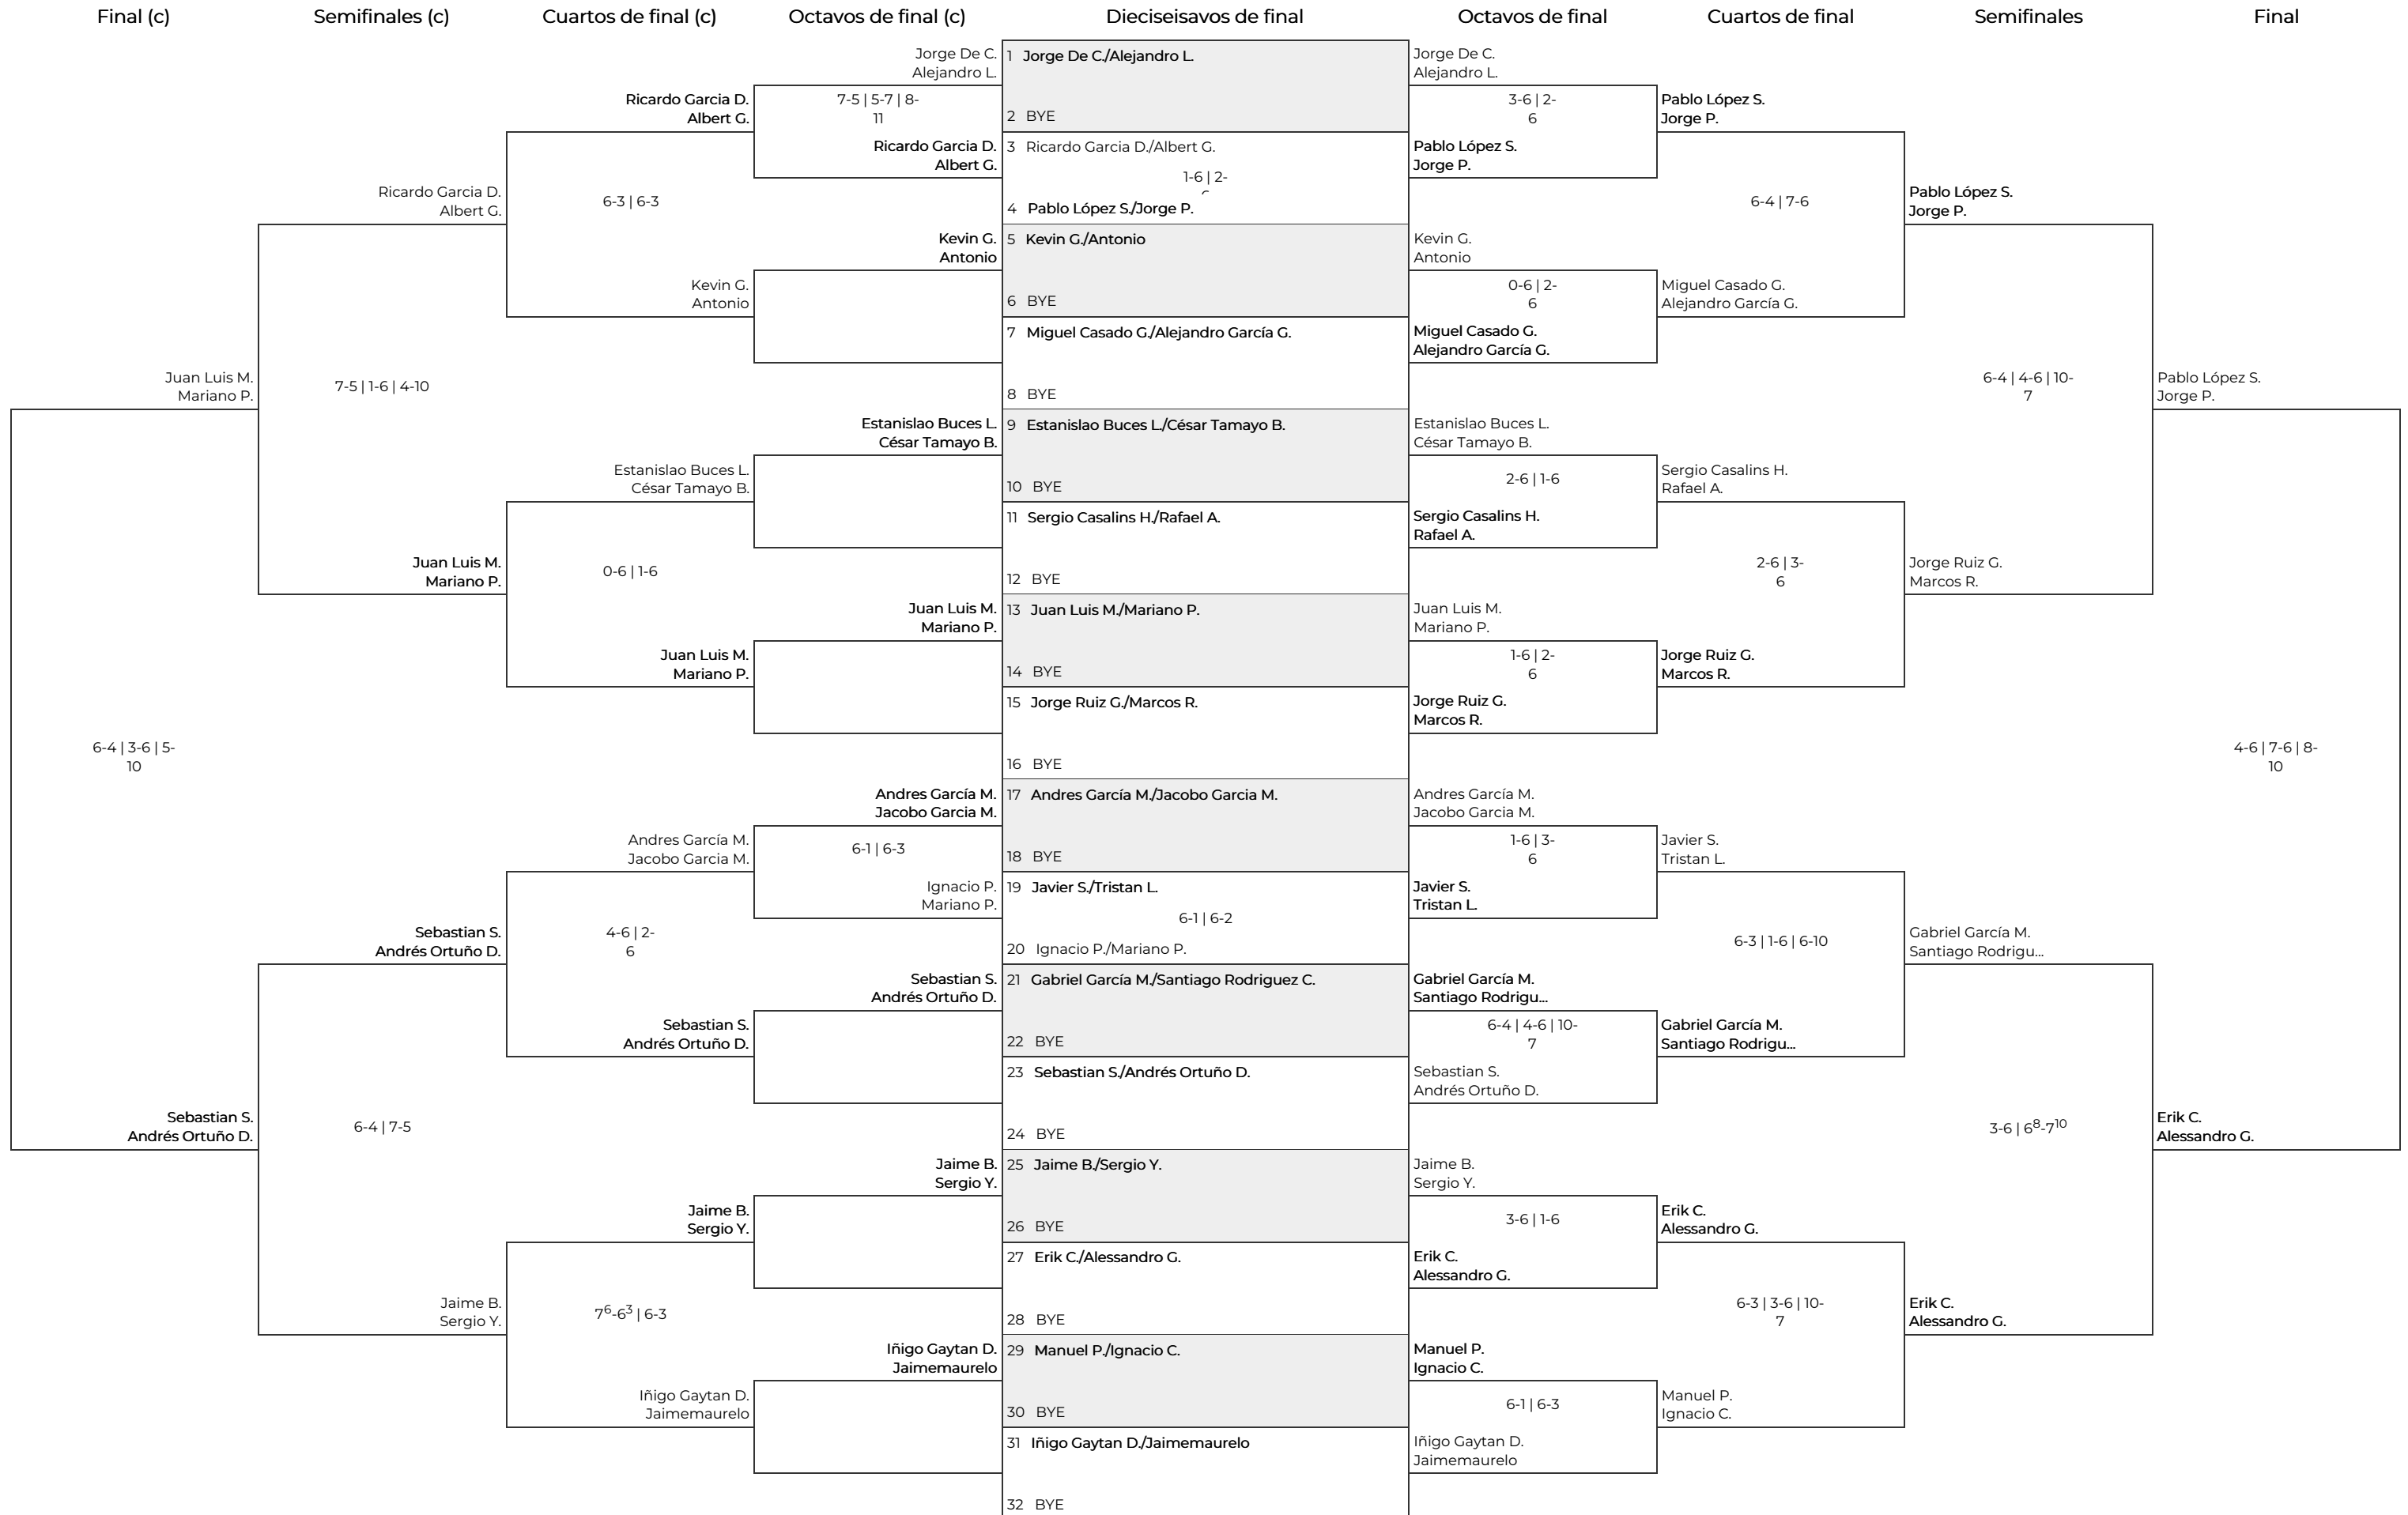 Final (c)
Semifinales (c)
Cuartos de final (c)
Octavos de final (c)
Dieciseisavos de final
Octavos de final
Cuartos de final
Semifinales
Final
Juan Luis M.
Mariano P.
6-4 | 3-6 | 5-
10
Sebastian S.
Andrés Ortuño D.
Ricardo Garcia D.
Albert G.
7-5 | 1-6 | 4-10
Juan Luis M.
Mariano P.
Sebastian S.
Andrés Ortuño D.
6-4 | 7-5
Jaime B.
Sergio Y.
Ricardo Garcia D.
Albert G.
6-3 | 6-3
Kevin G.
Antonio
Estanislao Buces L.
César Tamayo B.
0-6 | 1-6
Juan Luis M.
Mariano P.
Andres García M.
Jacobo Garcia M.
4-6 | 2-
6
Sebastian S.
Andrés Ortuño D.
Jaime B.
Sergio Y.
7⁶-6³ | 6-3
Iñigo Gaytan D.
Jaimemaurelo
Jorge De C.
Alejandro L.
7-5 | 5-7 | 8-
11
Ricardo Garcia D.
Albert G.
Kevin G.
Antonio
Estanislao Buces L.
César Tamayo B.
Juan Luis M.
Mariano P.
Andres García M.
Jacobo Garcia M.
6-1 | 6-3
Ignacio P.
Mariano P.
Sebastian S.
Andrés Ortuño D.
Jaime B.
Sergio Y.
Iñigo Gaytan D.
Jaimemaurelo
1 Jorge De C./Alejandro L.
2 BYE
3 Ricardo Garcia D./Albert G.
1-6 | 2-
4 Pablo López S./Jorge P.
5 Kevin G./Antonio
6 BYE
7 Miguel Casado G./Alejandro García G.
8 BYE
9 Estanislao Buces L./César Tamayo B.
10 BYE
11 Sergio Casalins H./Rafael A.
12 BYE
13 Juan Luis M./Mariano P.
14 BYE
15 Jorge Ruiz G./Marcos R.
16 BYE
17 Andres García M./Jacobo Garcia M.
18 BYE
19 Javier S./Tristan L.
6-1 | 6-2
20 Ignacio P./Mariano P.
21 Gabriel García M./Santiago Rodriguez C.
22 BYE
23 Sebastian S./Andrés Ortuño D.
24 BYE
25 Jaime B./Sergio Y.
26 BYE
27 Erik C./Alessandro G.
28 BYE
29 Manuel P./Ignacio C.
30 BYE
31 Iñigo Gaytan D./Jaimemaurelo
32 BYE
Jorge De C.
Alejandro L.
3-6 | 2-
6
Pablo López S.
Jorge P.
Kevin G.
Antonio
0-6 | 2-
6
Miguel Casado G.
Alejandro García G.
Estanislao Buces L.
César Tamayo B.
2-6 | 1-6
Sergio Casalins H.
Rafael A.
Juan Luis M.
Mariano P.
1-6 | 2-
6
Jorge Ruiz G.
Marcos R.
Andres García M.
Jacobo Garcia M.
1-6 | 3-
6
Javier S.
Tristan L.
Gabriel García M.
Santiago Rodrigu...
6-4 | 4-6 | 10-
7
Sebastian S.
Andrés Ortuño D.
Jaime B.
Sergio Y.
3-6 | 1-6
Erik C.
Alessandro G.
Manuel P.
Ignacio C.
6-1 | 6-3
Iñigo Gaytan D.
Jaimemaurelo
Pablo López S.
Jorge P.
6-4 | 7-6
Miguel Casado G.
Alejandro García G.
Sergio Casalins H.
Rafael A.
2-6 | 3-
6
Jorge Ruiz G.
Marcos R.
Javier S.
Tristan L.
6-3 | 1-6 | 6-10
Gabriel García M.
Santiago Rodrigu...
Erik C.
Alessandro G.
6-3 | 3-6 | 10-
7
Manuel P.
Ignacio C.
Pablo López S.
Jorge P.
6-4 | 4-6 | 10-
7
Jorge Ruiz G.
Marcos R.
Gabriel García M.
Santiago Rodrigu...
3-6 | 6⁸-7¹⁰
Erik C.
Alessandro G.
Pablo López S.
Jorge P.
4-6 | 7-6 | 8-
10
Erik C.
Alessandro G.